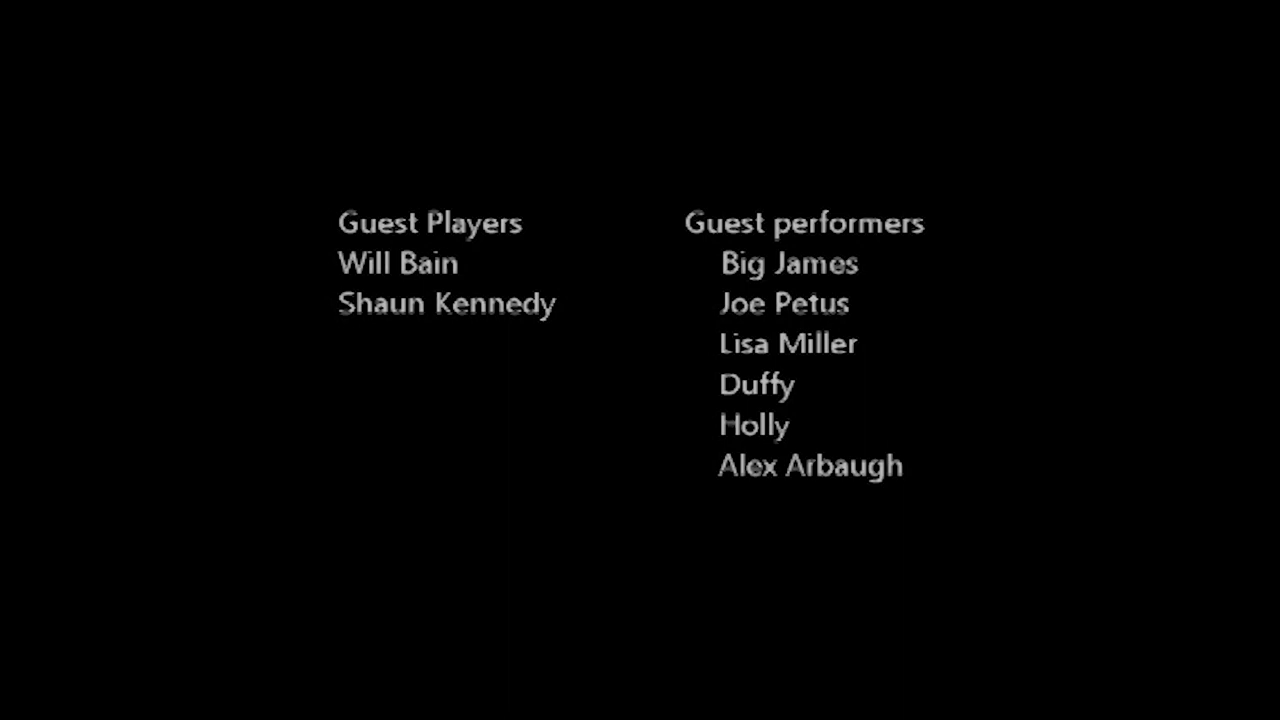 Guest Players
Will Bain
Shaun Kennedy
Guest performers
Big James
Joe Petus
Lisa Miller
Duffy
Holly
Alex Arbaugh